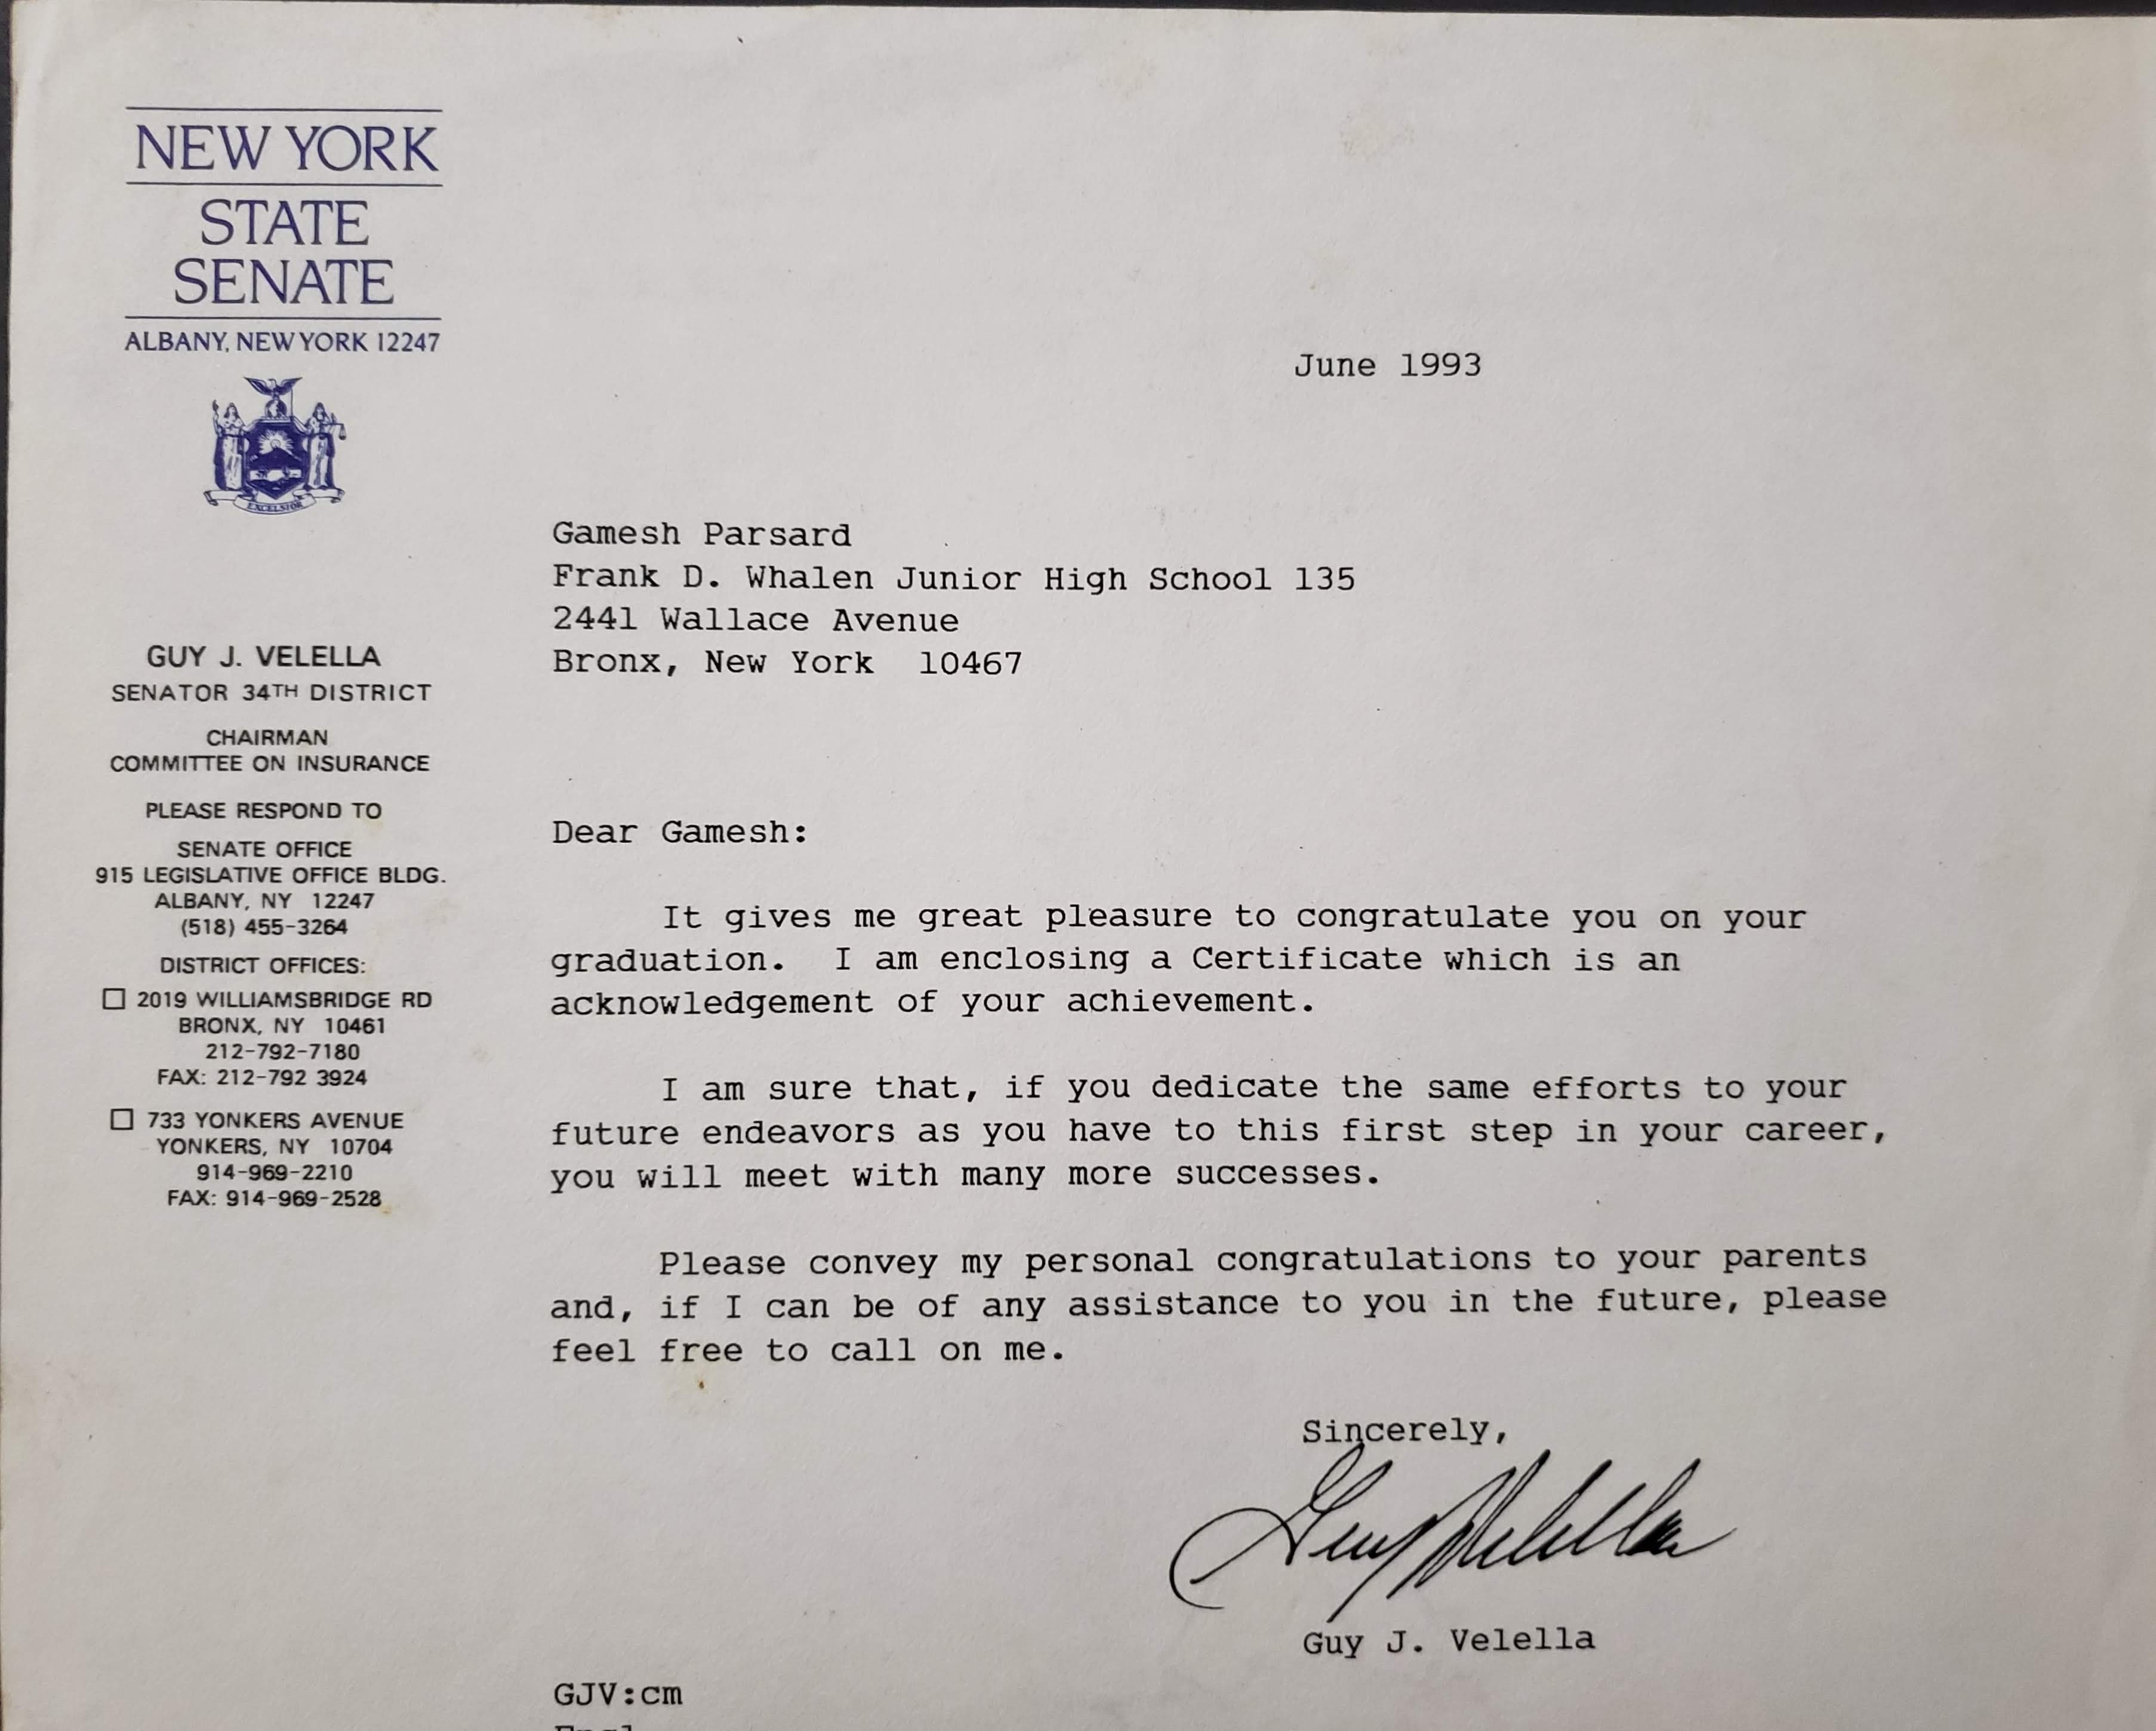 NEW YORK
STATE
SENATE
ALBANY, NEW YORK 12247
EXCELSIOR
GUY J. VELELLA
SENATOR 34TH DISTRICT
CHAIRMAN
COMMITTEE ON INSURANCE
PLEASE RESPOND TO
SENATE OFFICE
915 LEGISLATIVE OFFICE BLDG.
ALBANY, NY 12247
(518) 455-3264
DISTRICT OFFICES:
☐ 2019 WILLIAMSBRIDGE RD
BRONX, NY 10461
212-792-7180
FAX: 212-792 3924
☐ 733 YONKERS AVENUE
YONKERS, NY 10704
914-969-2210
FAX: 914-969-2528
June 1993
Gamesh Parsard
Frank D. Whalen Junior High School 135
2441 Wallace Avenue
Bronx, New York 10467
Dear Gamesh:
It gives me great pleasure to congratulate you on your
graduation. I am enclosing a Certificate which is an
acknowledgement of your achievement.
I am sure that, if you dedicate the same efforts to your
future endeavors as you have to this first step in your career,
you will meet with many more successes.
Please convey my personal congratulations to your parents
and, if I can be of any assistance to you in the future, please
feel free to call on me.
Sincerely,
Guy Velella
Guy J. Velella
GJV:cm